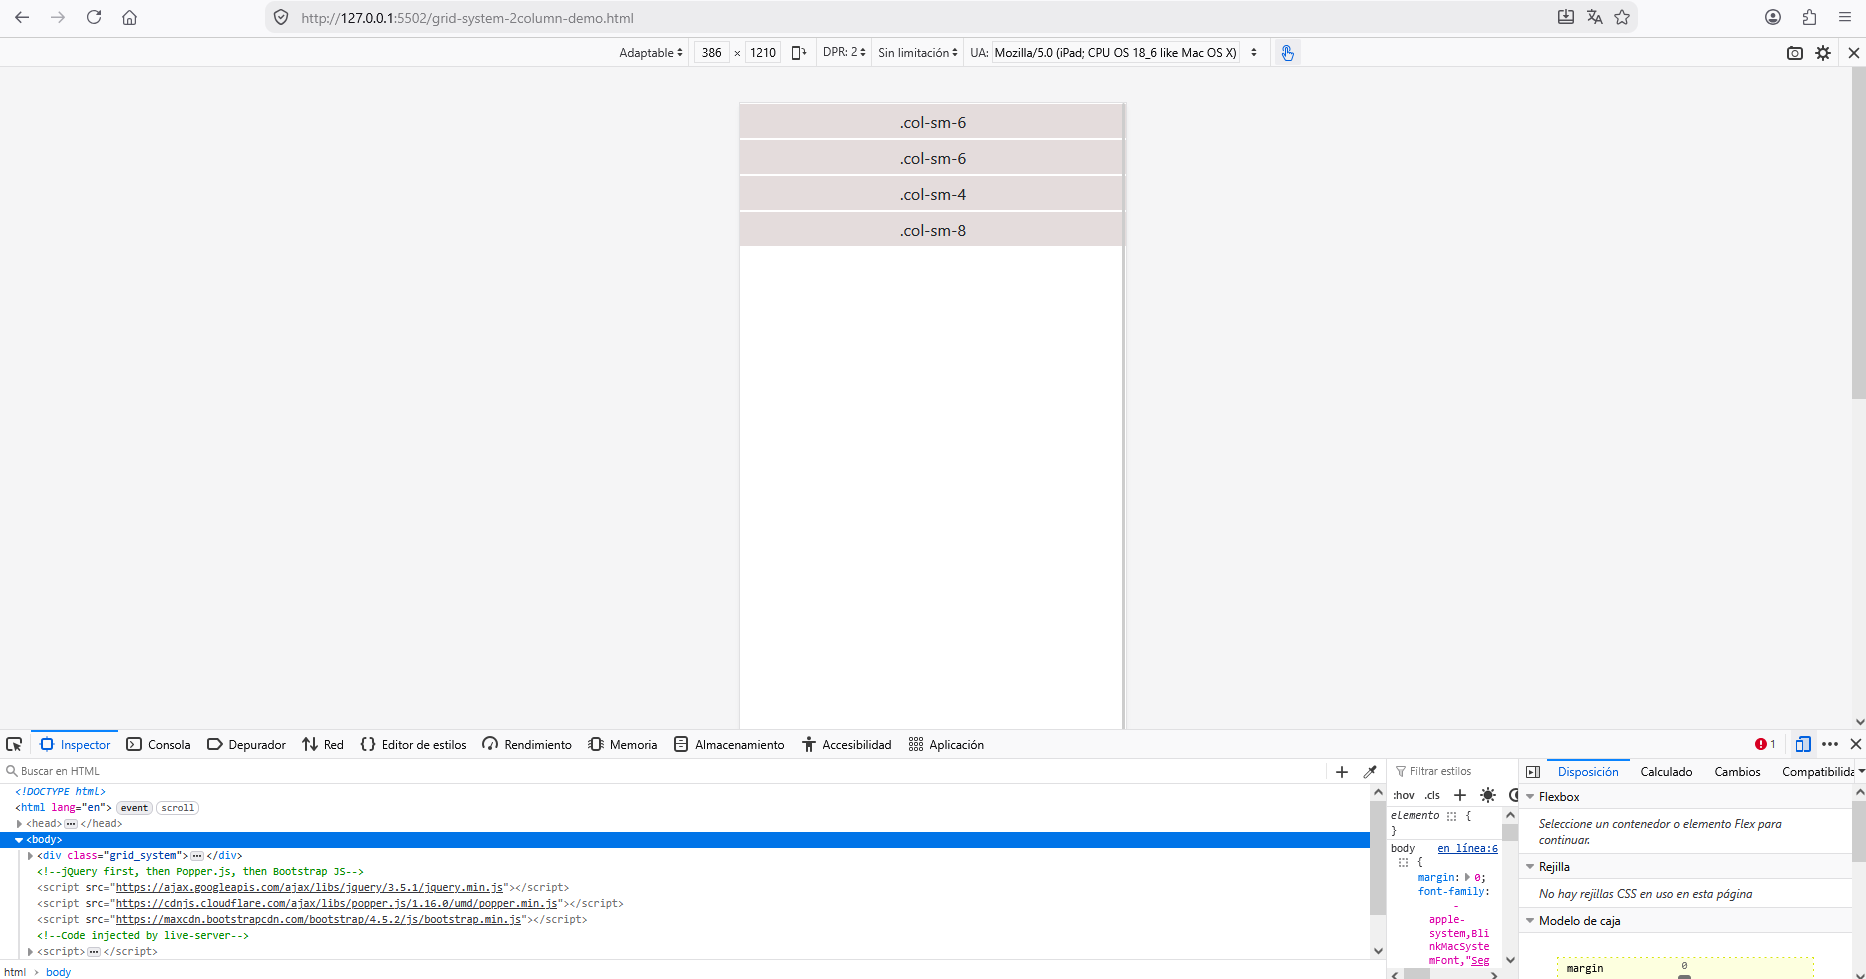 http://127.0.0.1:5502/grid-system-2column-demo.html
Adaptable 386 × 1210 DPR: 2 Sin limitación UA: Mozilla/5.0 (iPad; CPU OS 18_6 like Mac OS X)
.col-sm-6
.col-sm-6
.col-sm-4
.col-sm-8
Inspector Consola Depurador Red Editor de estilos Rendimiento Memoria Almacenamiento Accesibilidad Aplicación 1
Buscar en HTML
<!DOCTYPE html>
<html lang="en"> event scroll
<head> ••• </head>
<body>
<div class="grid_system"> ••• </div>
<!--jQuery first, then Popper.js, then Bootstrap JS-->
<script src="https://ajax.googleapis.com/ajax/libs/jquery/3.5.1/jquery.min.js"></script>
<script src="https://cdnjs.cloudflare.com/ajax/libs/popper.js/1.16.0/umd/popper.min.js"></script>
<script src="https://maxcdn.bootstrapcdn.com/bootstrap/4.5.2/js/bootstrap.min.js"></script>
<!--Code injected by live-server-->
<script> ••• </script>
html > body
Filtrar estilos
:hov .cls
elemento {
}
body en línea:6
{
margin: 0;
font-family:
-
apple-
system,Bli
nkMacSyste
mFont,"Seg
Disposición Calculado Cambios Compatibilida
Flexbox
Seleccione un contenedor o elemento Flex para
continuar.
Rejilla
No hay rejillas CSS en uso en esta página
Modelo de caja
margin 0